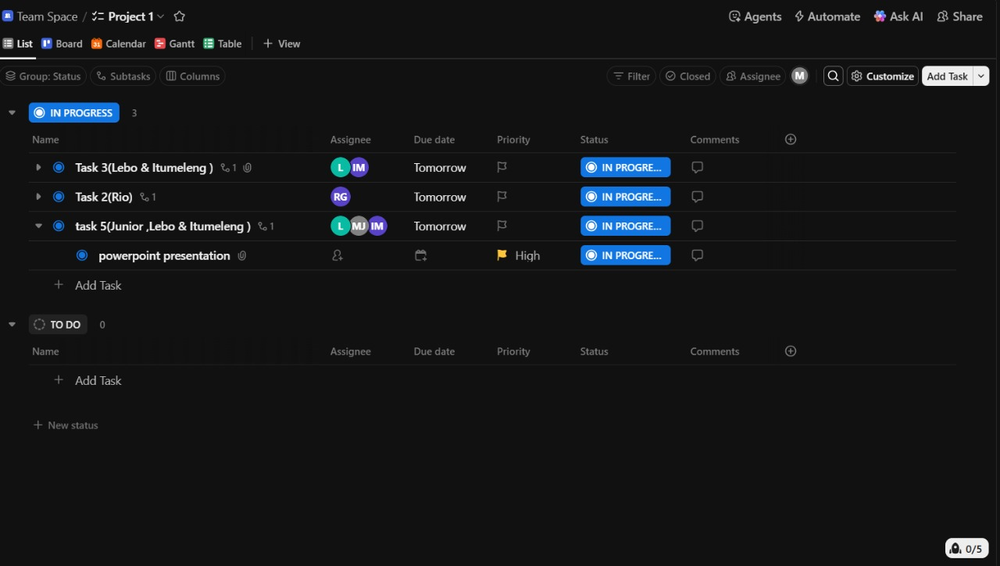 Team Space / Project 1
Agents Automate Ask AI Share
List Board 31 Calendar Gantt Table + View
Group: Status Subtasks Columns Filter Closed Assignee M Customize Add Task
IN PROGRESS 3
Name Assignee Due date Priority Status Comments
Task 3(Lebo & Itumeleng ) 1 L IM Tomorrow IN PROGRE...
Task 2(Rio) 1 RG Tomorrow IN PROGRE...
task 5(Junior ,Lebo & Itumeleng ) 1 L MJ IM Tomorrow IN PROGRE...
powerpoint presentation High IN PROGRE...
+ Add Task
TO DO 0
Name Assignee Due date Priority Status Comments
+ Add Task
+ New status
0/5